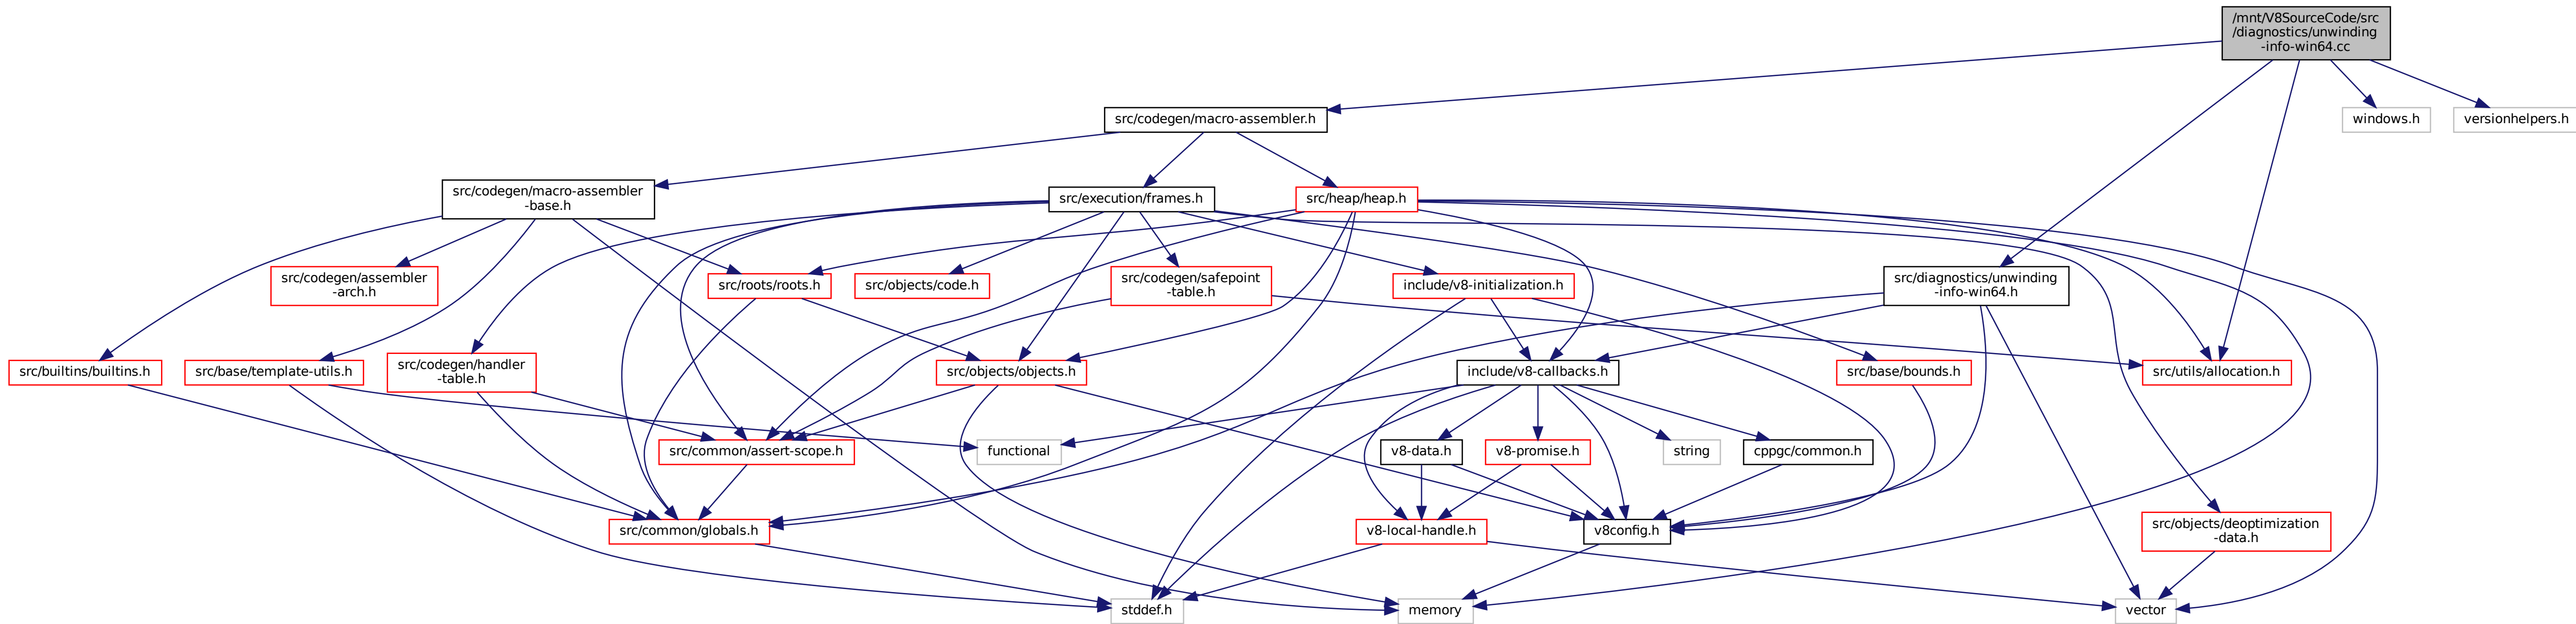 /mnt/V8SourceCode/src
/diagnostics/unwinding
-info-win64.cc
src/codegen/macro-assembler.h
windows.h
versionhelpers.h
src/codegen/macro-assembler
-base.h
src/execution/frames.h
src/heap/heap.h
src/codegen/assembler
-arch.h
src/roots/roots.h
src/objects/code.h
src/codegen/safepoint
-table.h
include/v8-initialization.h
src/diagnostics/unwinding
-info-win64.h
src/builtins/builtins.h
src/base/template-utils.h
src/codegen/handler
-table.h
src/objects/objects.h
include/v8-callbacks.h
src/base/bounds.h
src/utils/allocation.h
src/common/assert-scope.h
functional
v8-data.h
v8-promise.h
string
cppgc/common.h
src/common/globals.h
v8-local-handle.h
v8config.h
src/objects/deoptimization
-data.h
stddef.h
memory
vector